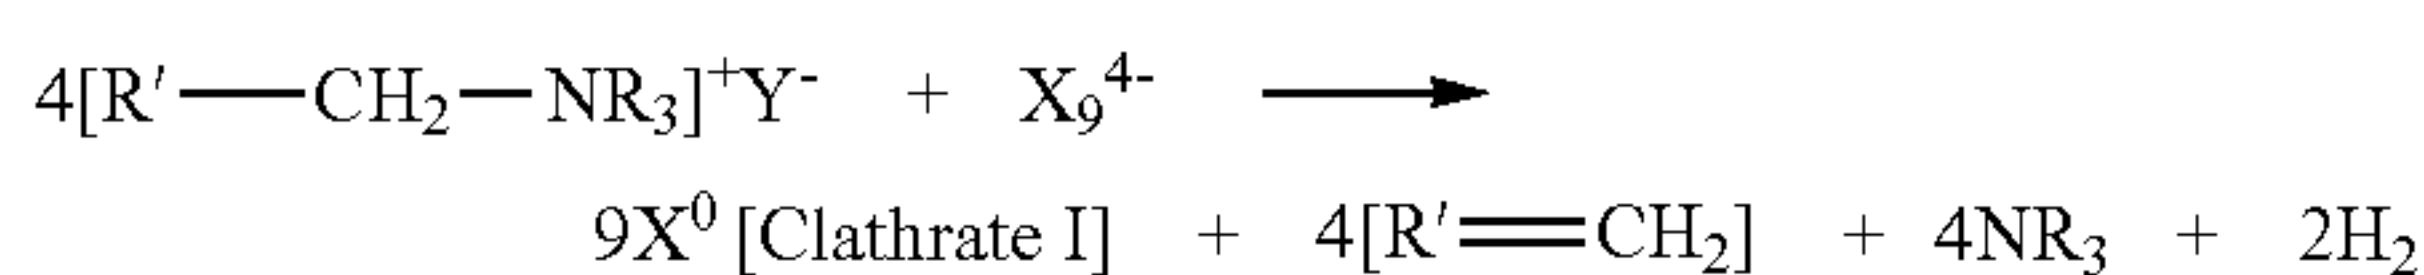 4[R′—CH₂—NR₃]⁺Y⁻ + X₉⁴⁻ ⟶
9X⁰ [Clathrate I] + 4[R′═CH₂] + 4NR₃ + 2H₂